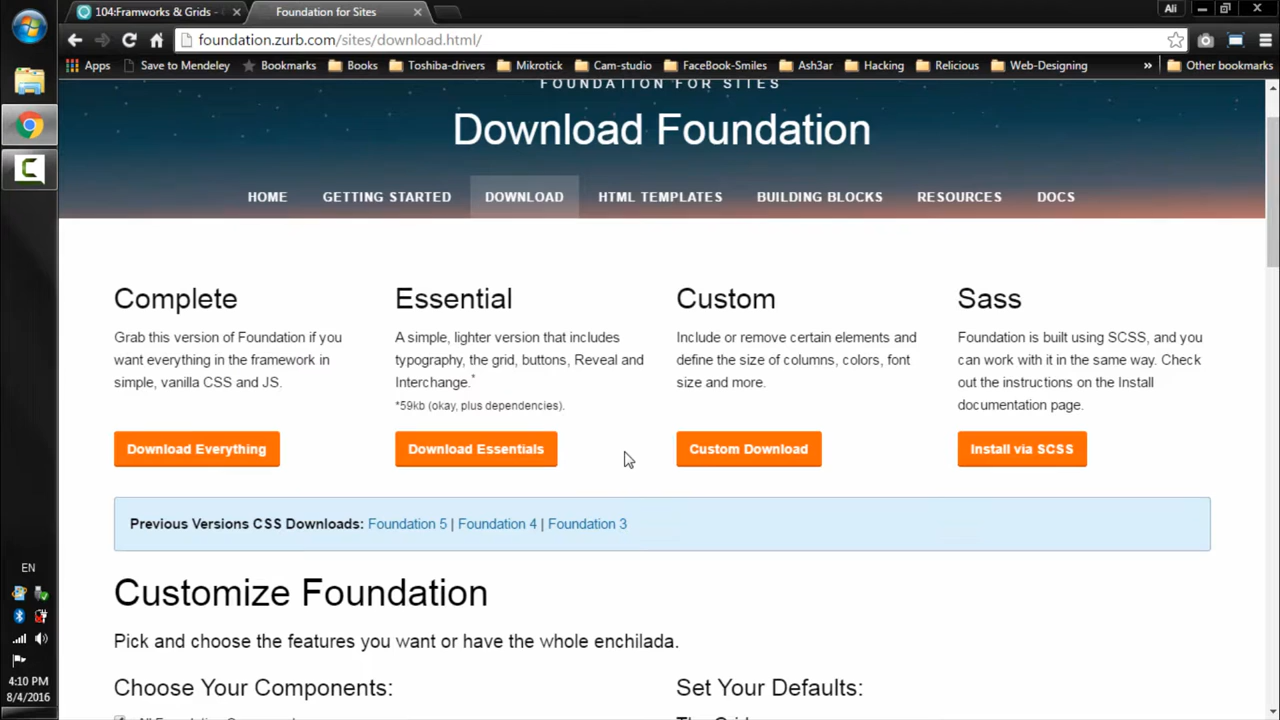 104:Framworks & Grids -
Foundation for Sites
Ali
foundation.zurb.com/sites/download.html/
Apps
Save to Mendeley
Bookmarks
Books
Toshiba-drivers
Mikrotick
Cam-studio
FaceBook-Smiles
Ash3ar
Hacking
Relicious
Web-Designing
»
Other bookmarks
FOUNDATION FOR SITES
Download Foundation
HOME
GETTING STARTED
DOWNLOAD
HTML TEMPLATES
BUILDING BLOCKS
RESOURCES
DOCS
Complete
Grab this version of Foundation if you
want everything in the framework in
simple, vanilla CSS and JS.
Download Everything
Essential
A simple, lighter version that includes
typography, the grid, buttons, Reveal and
Interchange.*
*59kb (okay, plus dependencies).
Download Essentials
Custom
Include or remove certain elements and
define the size of columns, colors, font
size and more.
Custom Download
Sass
Foundation is built using SCSS, and you
can work with it in the same way. Check
out the instructions on the Install
documentation page.
Install via SCSS
Previous Versions CSS Downloads: Foundation 5 | Foundation 4 | Foundation 3
Customize Foundation
Pick and choose the features you want or have the whole enchilada.
Choose Your Components:
Set Your Defaults:
EN
4:10 PM
8/4/2016